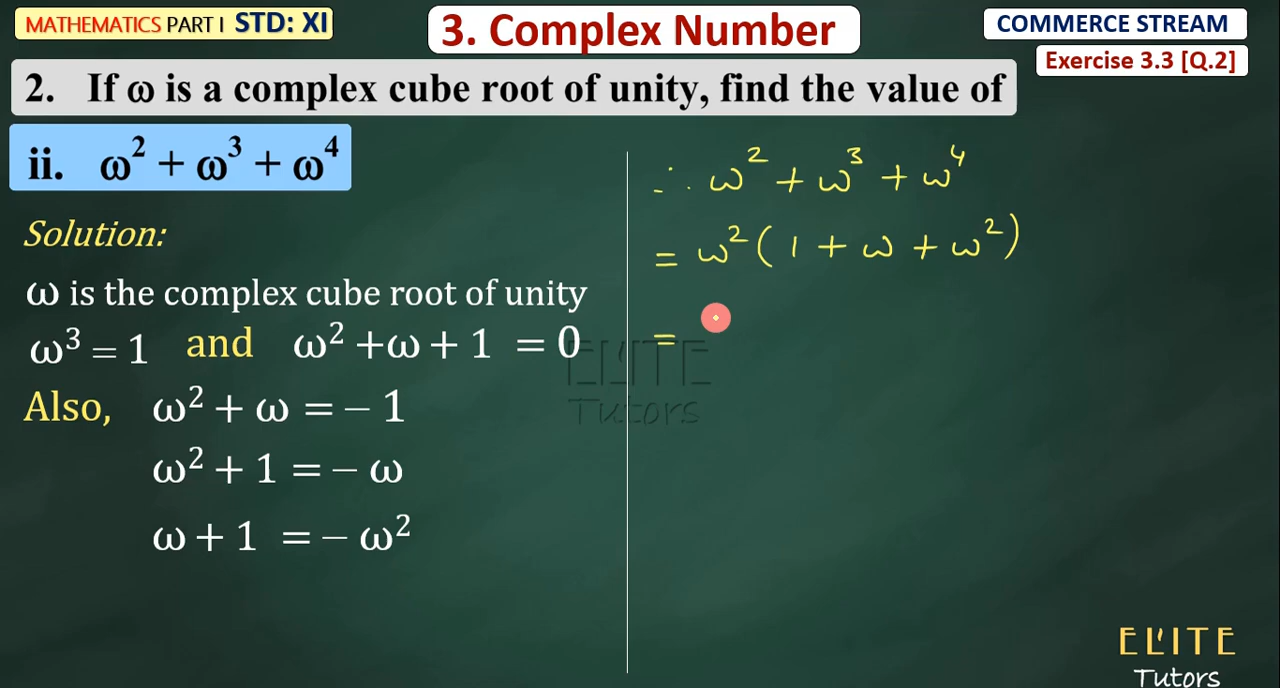 MATHEMATICS PART I STD: XI
3. Complex Number
COMMERCE STREAM
Exercise 3.3 [Q.2]
2. If ω is a complex cube root of unity, find the value of
ii. ω² + ω³ + ω⁴
Solution:
ω is the complex cube root of unity
ω³ = 1 and ω² + ω + 1 = 0
Also, ω² + ω = − 1
ω² + 1 = − ω
ω + 1 = − ω²
∴ ω² + ω³ + ω⁴
= ω² ( 1 + ω + ω² )
=
ELITE
Tutors
ELITE
Tutors